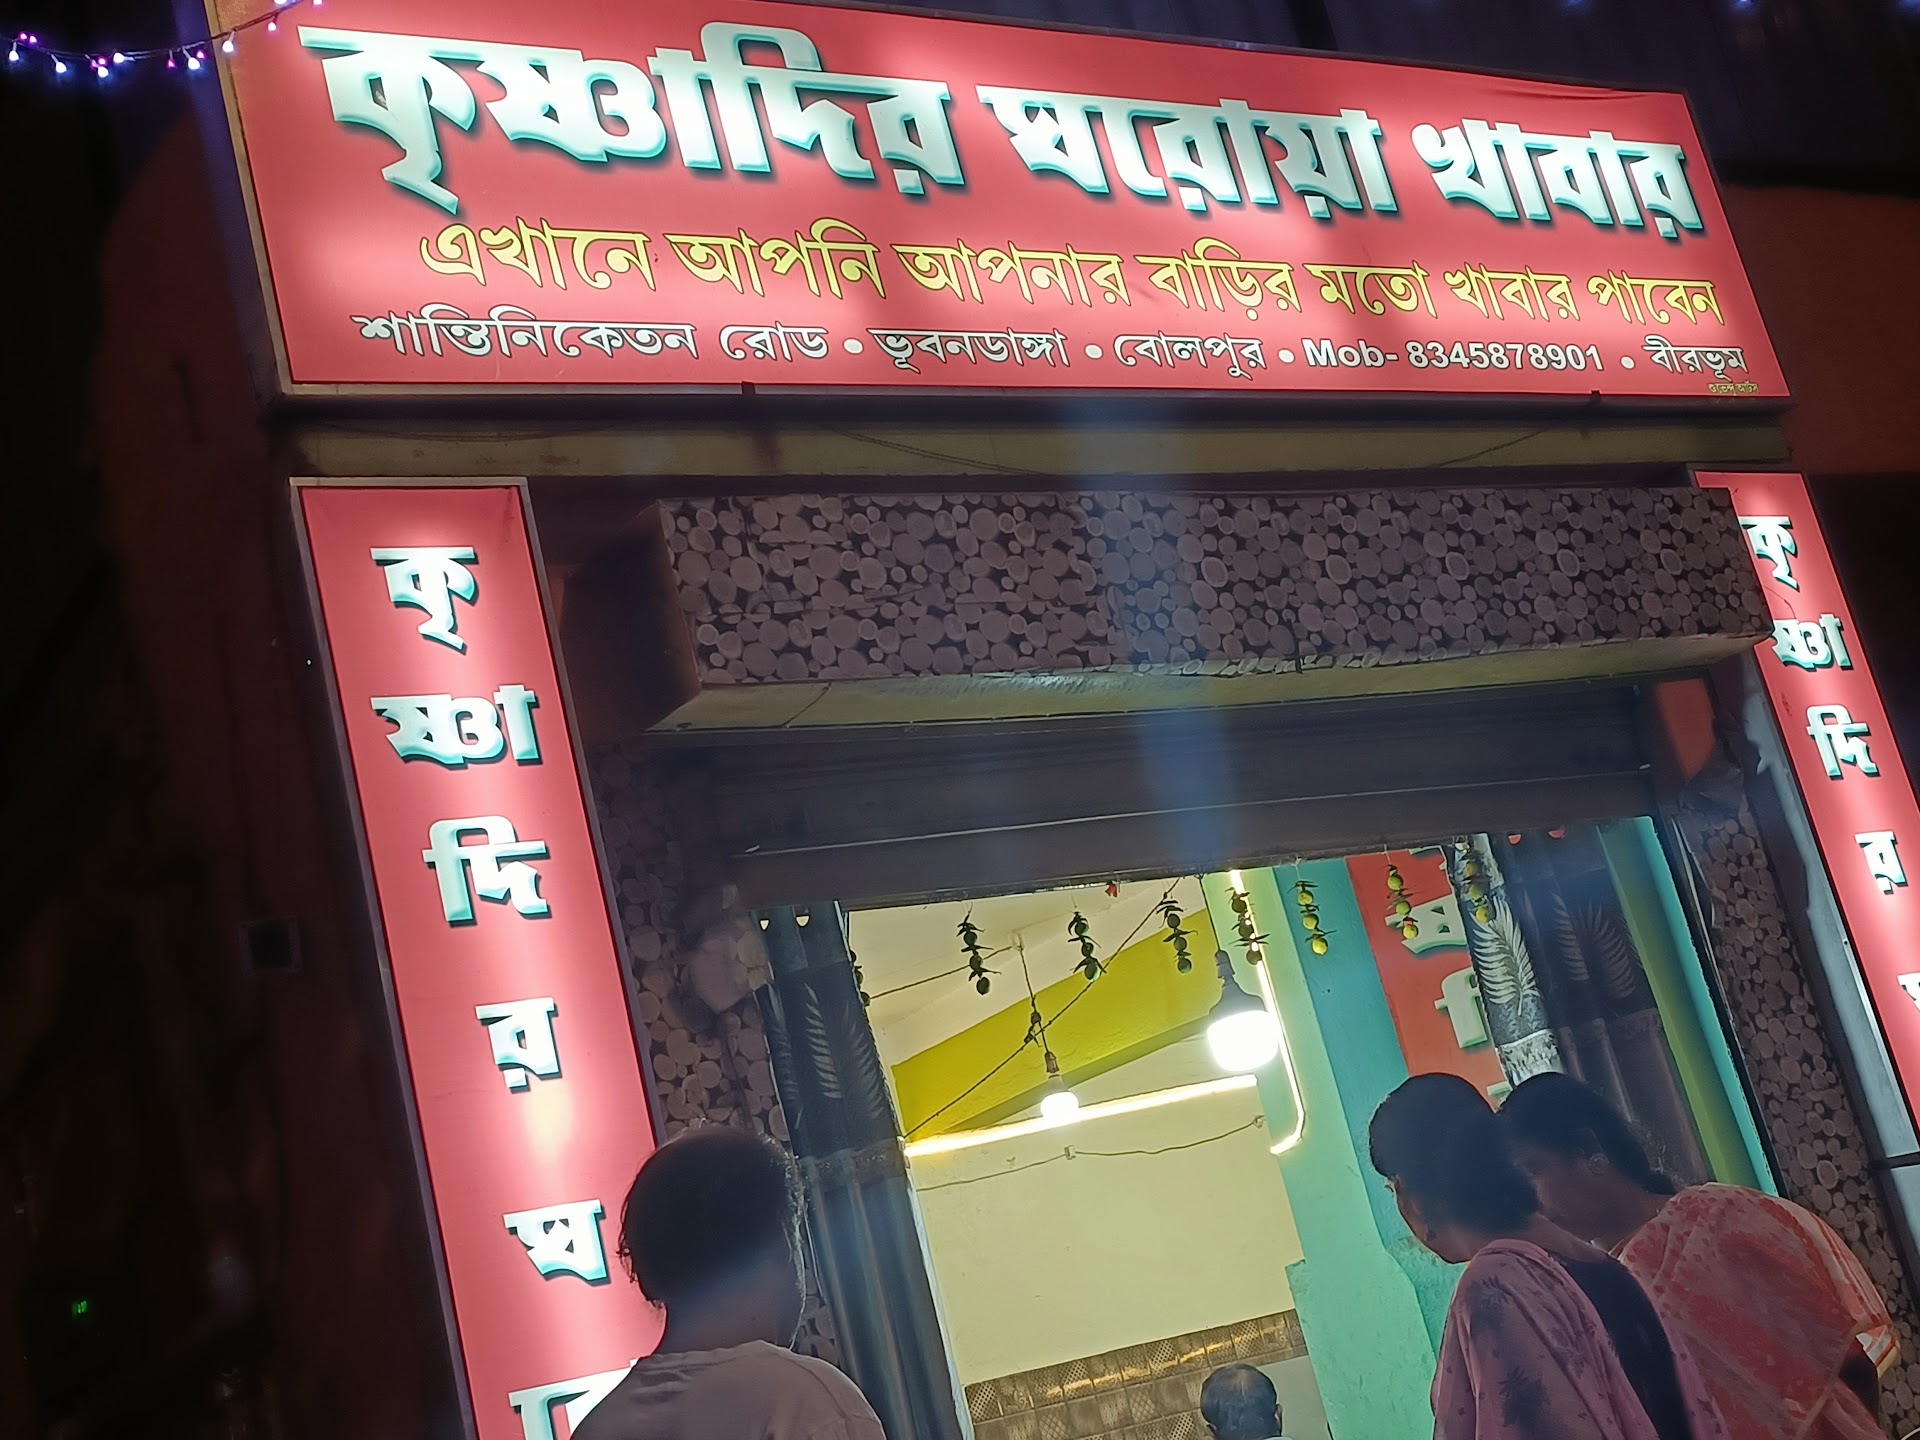 কৃষ্ণাদির ঘরোয়া খাবার
এখানে আপনি আপনার বাড়ির মতো খাবার পাবেন
শান্তিনিকেতন রোড • ভূবনডাঙ্গা • বোলপুর • Mob- 8345878901 • বীরভূম
কৃ
ষ্ণা
দি
র
ঘ
কৃ
ষ্ণা
দি
র